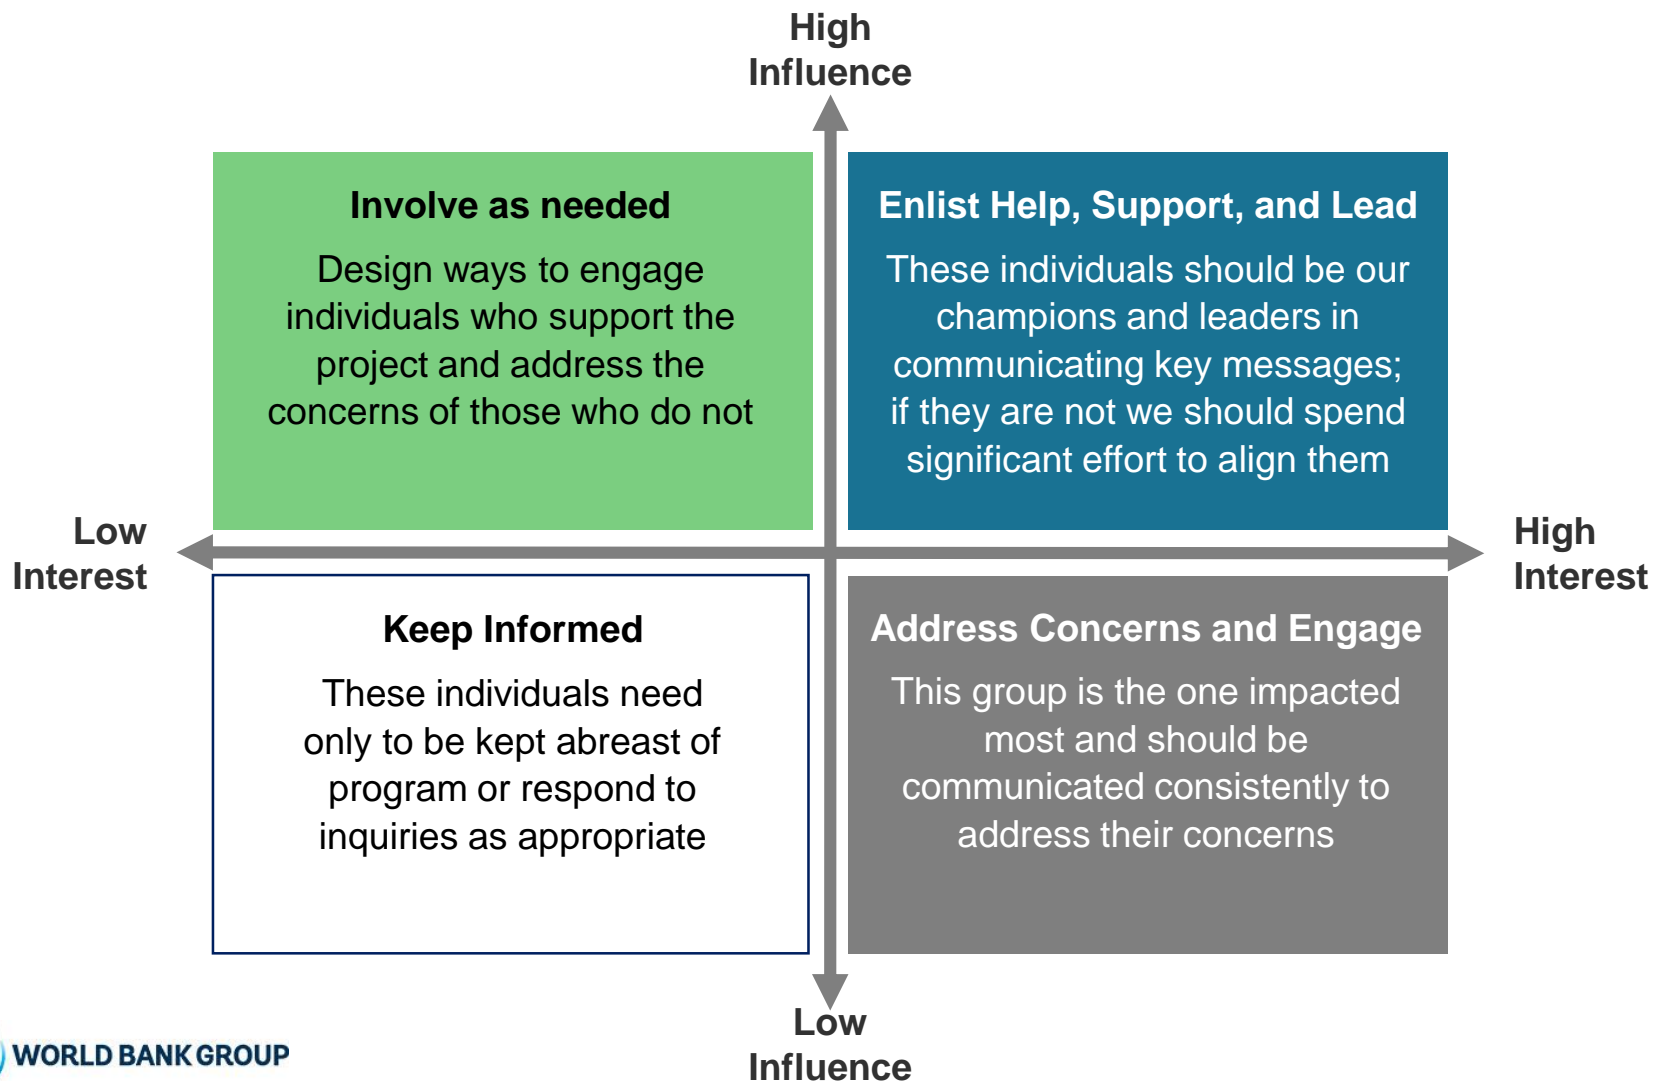 High
Influence
Involve as needed
Design ways to engage
individuals who support the
project and address the
concerns of those who do not
Enlist Help, Support, and Lead
These individuals should be our
champions and leaders in
communicating key messages;
if they are not we should spend
significant effort to align them
Low
Interest
High
Interest
Keep Informed
These individuals need
only to be kept abreast of
program or respond to
inquiries as appropriate
Address Concerns and Engage
This group is the one impacted
most and should be
communicated consistently to
address their concerns
Low
Influence
WORLD BANK GROUP